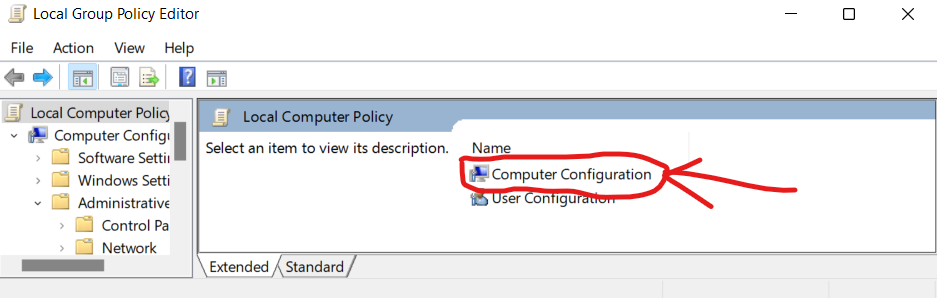 Local Group Policy Editor
File Action View Help
Local Computer Policy
Computer Configu
Software Settin
Windows Setti
Administrative
Control Pa
Network
Local Computer Policy
Select an item to view its description.
Name
Computer Configuration
User Configuration
Extended Standard